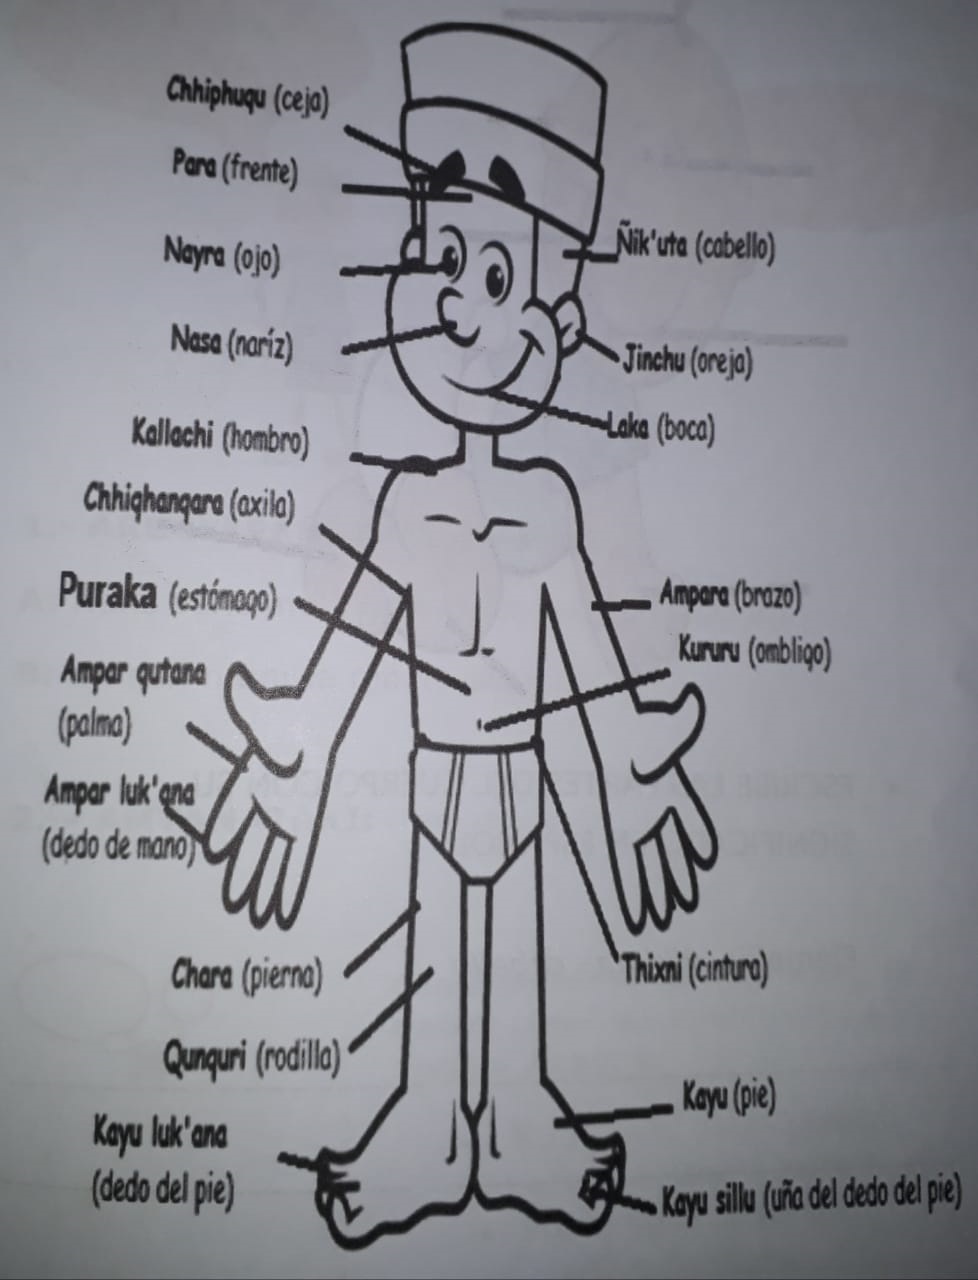 Chhiphuqu (ceja)
Para (frente)
Nayra (ojo)
Nasa (naríz)
Kallachi (hombro)
Chhiqhanqara (axila)
Puraka (estómago)
Ampar qutana
(palma)
Ampar luk'ana
(dedo de mano)
Chara (pierna)
Qunquri (rodilla)
Kayu luk'ana
(dedo del pie)
Ñik'uta (cabello)
Jinchu (oreja)
Laka (boca)
Ampara (brazo)
Kururu (ombligo)
Thixni (cintura)
Kayu (pie)
Kayu sillu (uña del dedo del pie)